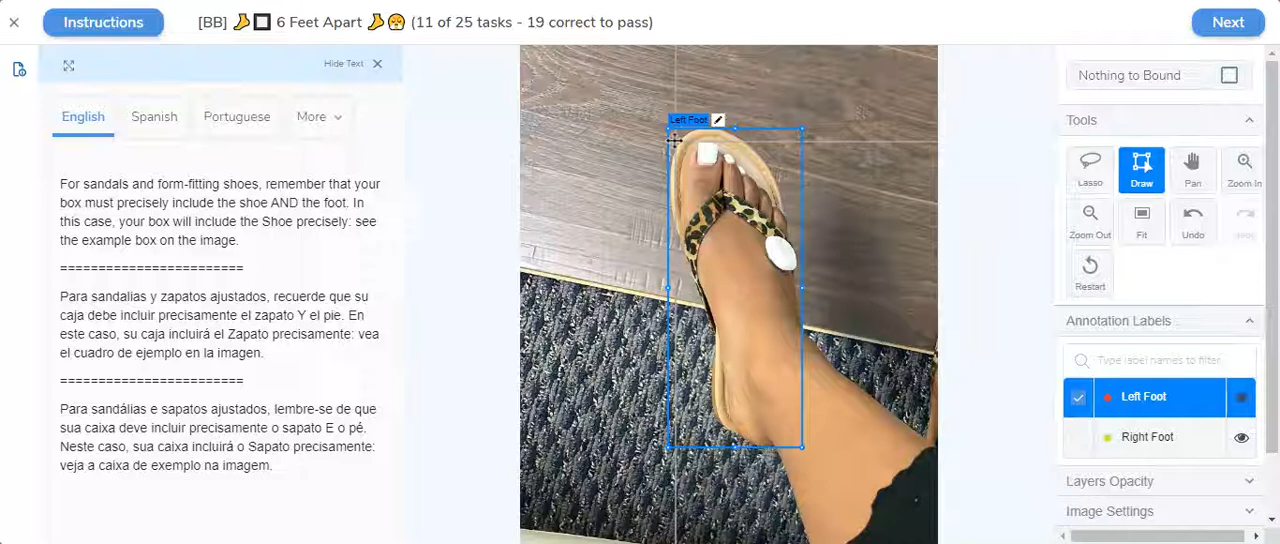 Instructions
[BB] 🦶🔲 6 Feet Apart 🦶😤 (11 of 25 tasks - 19 correct to pass)
Next
Hide Text
English
Spanish
Portuguese
More
For sandals and form-fitting shoes, remember that your
box must precisely include the shoe AND the foot. In
this case, your box will include the Shoe precisely: see
the example box on the image.
========================
Para sandalias y zapatos ajustados, recuerde que su
caja debe incluir precisamente el zapato Y el pie. En
este caso, su caja incluirá el Zapato precisamente: vea
el cuadro de ejemplo en la imagen.
========================
Para sandálias e sapatos ajustados, lembre-se de que
sua caixa deve incluir precisamente o sapato E o pé.
Neste caso, sua caixa incluirá o Sapato precisamente:
veja a caixa de exemplo na imagem.
Left Foot
Nothing to Bound
Tools
Lasso
Draw
Pan
Zoom In
Zoom Out
Fit
Undo
Restart
Annotation Labels
Type label names to filter
Left Foot
Right Foot
Layers Opacity
Image Settings